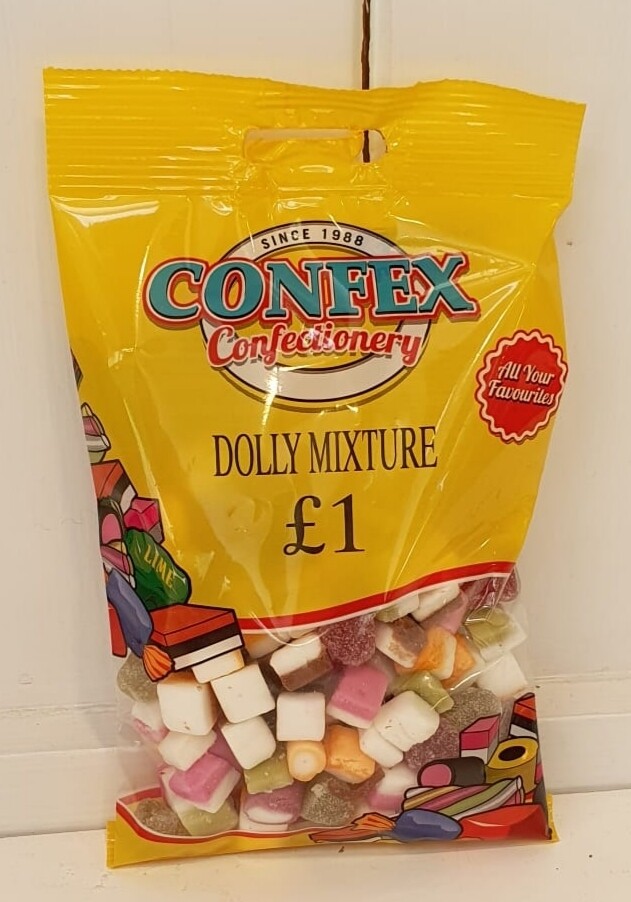 SINCE 1988
CONFEX
Confectionery
All Your
Favourites
DOLLY MIXTURE
£1
LIME